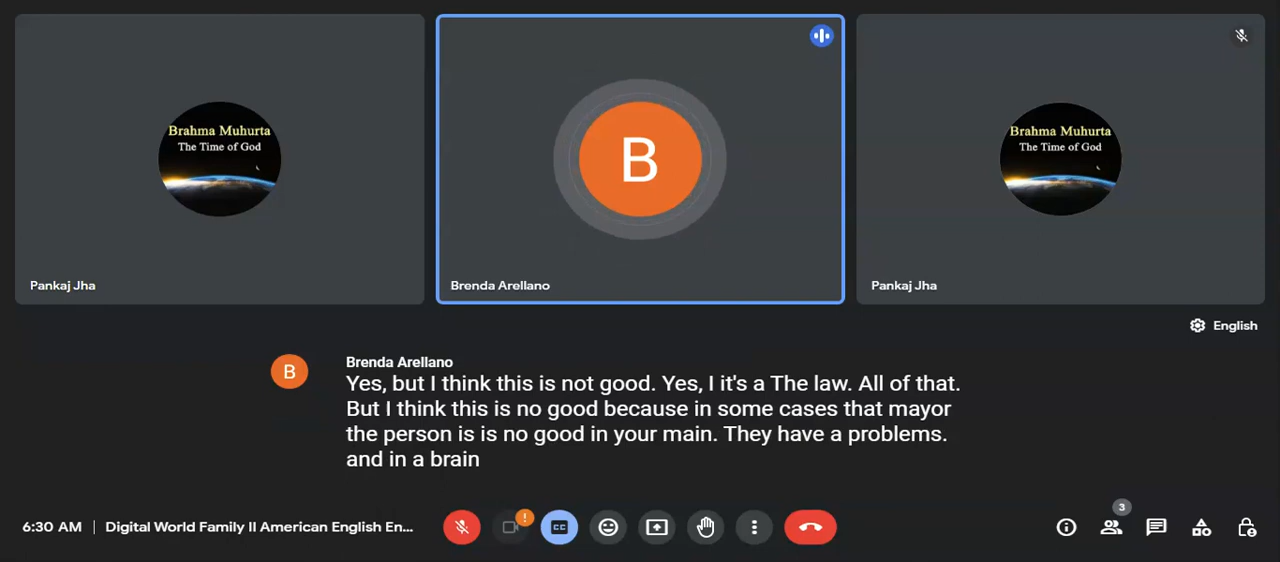 Brahma Muhurta
The Time of God
Pankaj Jha
B
Brenda Arellano
Brahma Muhurta
The Time of God
Pankaj Jha
English
B
Brenda Arellano
Yes, but I think this is not good. Yes, I it's a The law. All of that.
But I think this is no good because in some cases that mayor
the person is is no good in your main. They have a problems.
and in a brain
6:30 AM | Digital World Family II American English En...
!
CC
3